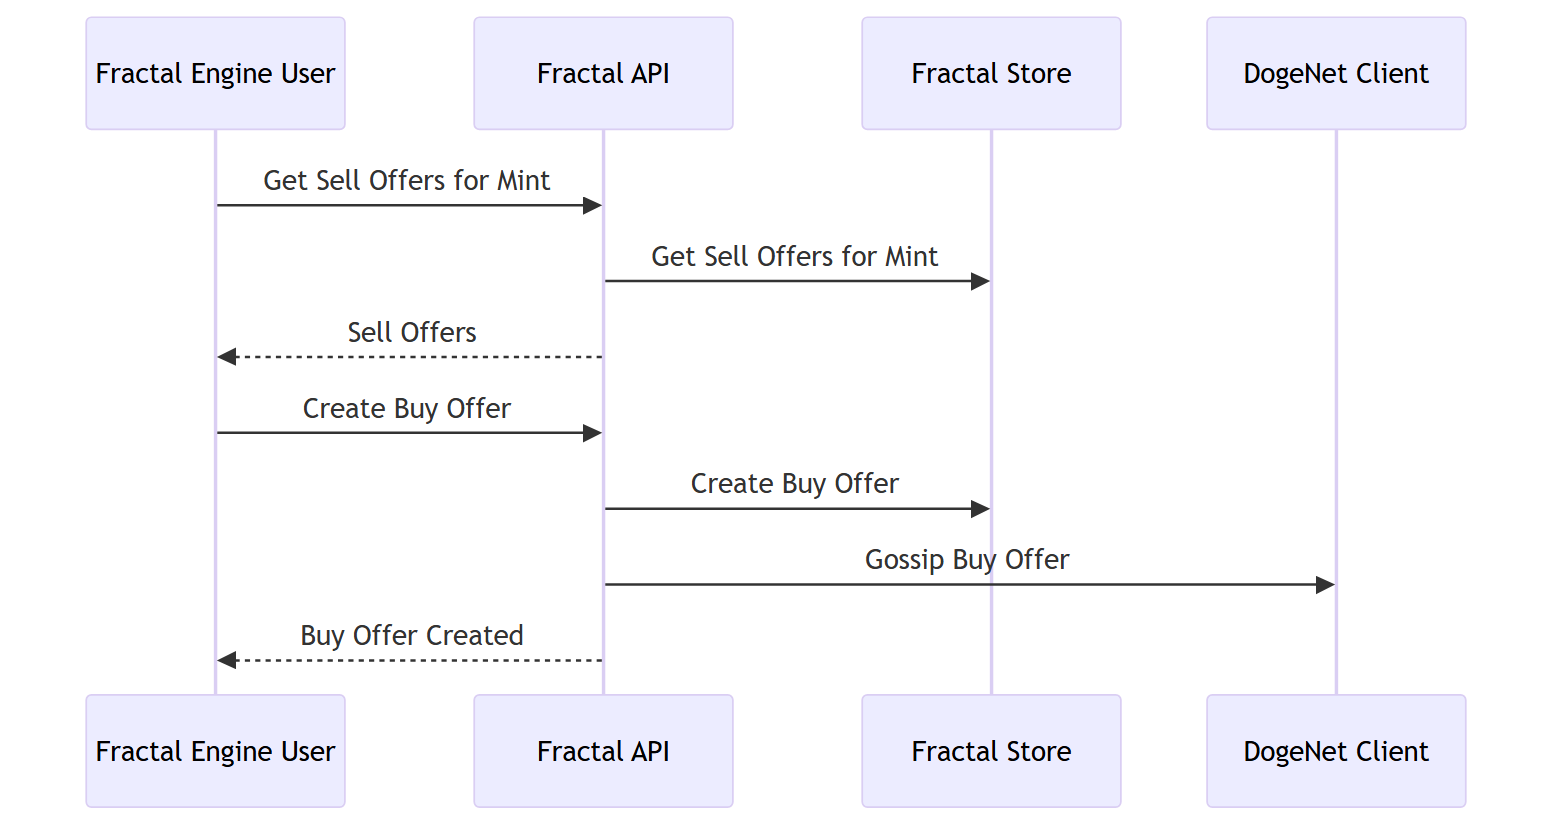 Fractal Engine User
Fractal API
Fractal Store
DogeNet Client
Get Sell Offers for Mint
Get Sell Offers for Mint
Sell Offers
Create Buy Offer
Create Buy Offer
Gossip Buy Offer
Buy Offer Created
Fractal Engine User
Fractal API
Fractal Store
DogeNet Client